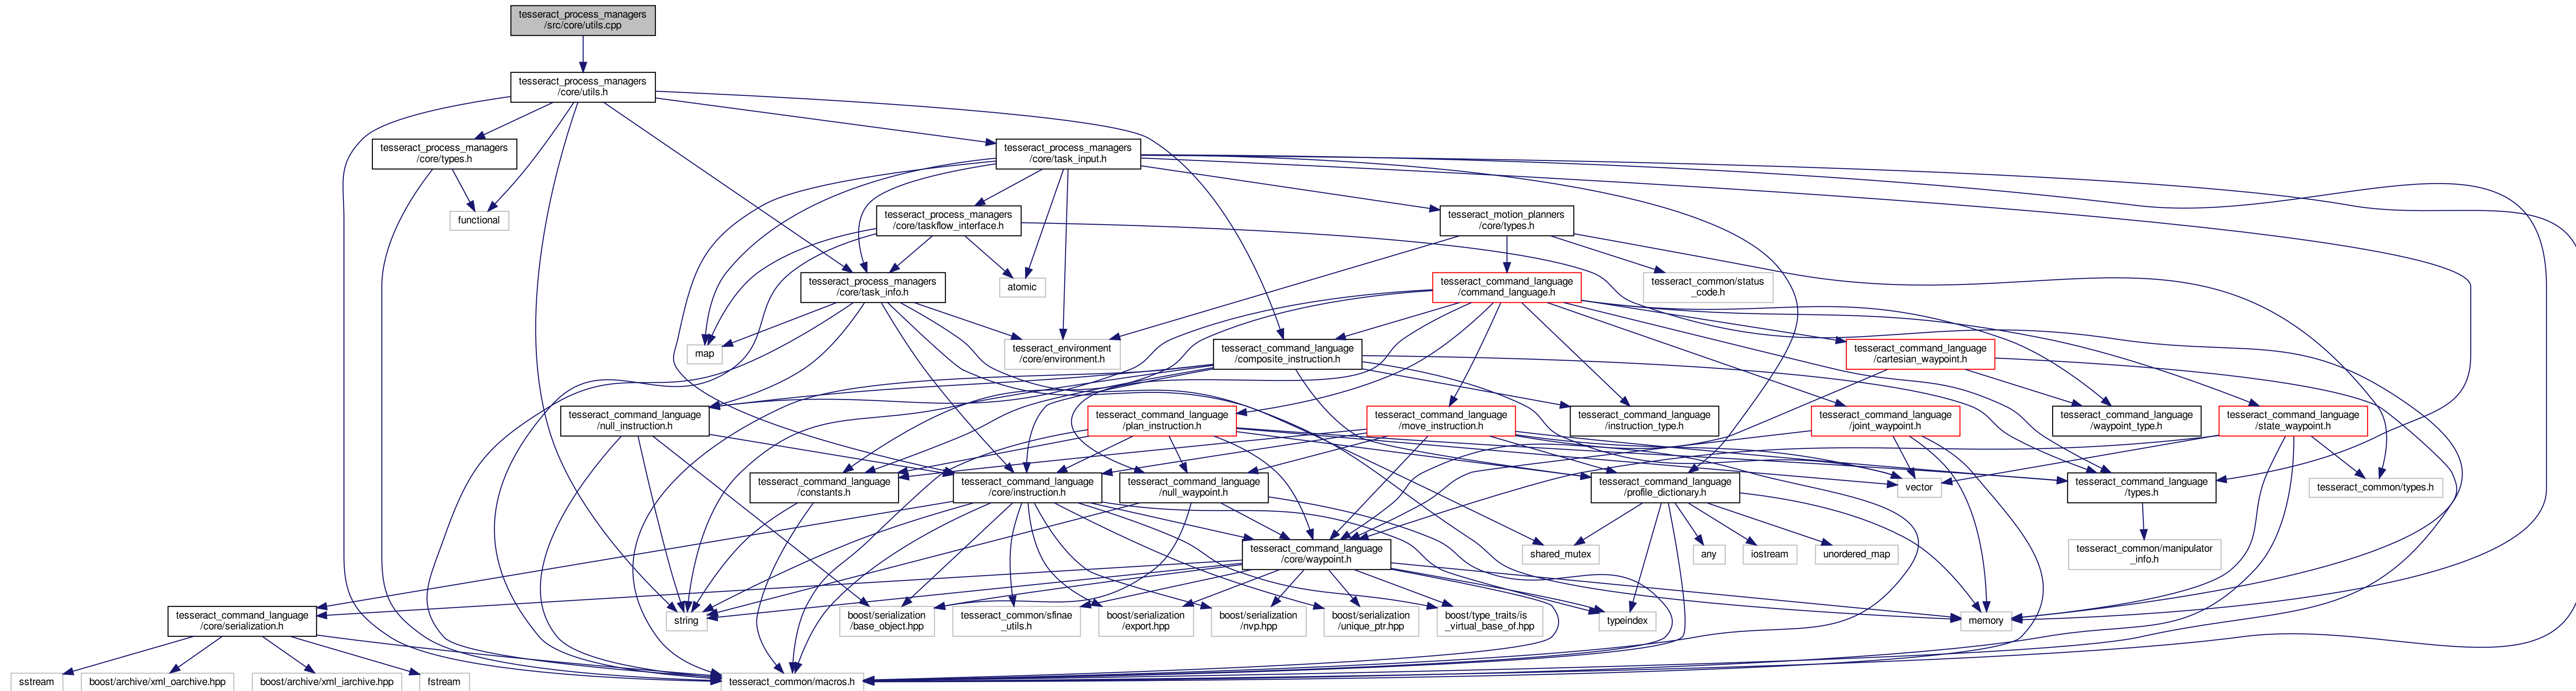 tesseract_process_managers
/src/core/utils.cpp
tesseract_process_managers
/core/utils.h
tesseract_process_managers
/core/types.h
tesseract_process_managers
/core/task_input.h
functional
tesseract_process_managers
/core/taskflow_interface.h
tesseract_motion_planners
/core/types.h
tesseract_process_managers
/core/task_info.h
atomic
tesseract_command_language
/command_language.h
tesseract_common/status
_code.h
map
tesseract_environment
/core/environment.h
tesseract_command_language
/composite_instruction.h
tesseract_command_language
/cartesian_waypoint.h
tesseract_command_language
/null_instruction.h
tesseract_command_language
/plan_instruction.h
tesseract_command_language
/move_instruction.h
tesseract_command_language
/instruction_type.h
tesseract_command_language
/joint_waypoint.h
tesseract_command_language
/waypoint_type.h
tesseract_command_language
/state_waypoint.h
tesseract_command_language
/constants.h
tesseract_command_language
/core/instruction.h
tesseract_command_language
/null_waypoint.h
tesseract_command_language
/profile_dictionary.h
vector
tesseract_command_language
/types.h
tesseract_common/types.h
tesseract_command_language
/core/waypoint.h
shared_mutex
any
iostream
unordered_map
tesseract_common/manipulator
_info.h
tesseract_command_language
/core/serialization.h
string
boost/serialization
/base_object.hpp
tesseract_common/sfinae
_utils.h
boost/serialization
/export.hpp
boost/serialization
/nvp.hpp
boost/serialization
/unique_ptr.hpp
boost/type_traits/is
_virtual_base_of.hpp
typeindex
memory
sstream
boost/archive/xml_oarchive.hpp
boost/archive/xml_iarchive.hpp
fstream
tesseract_common/macros.h